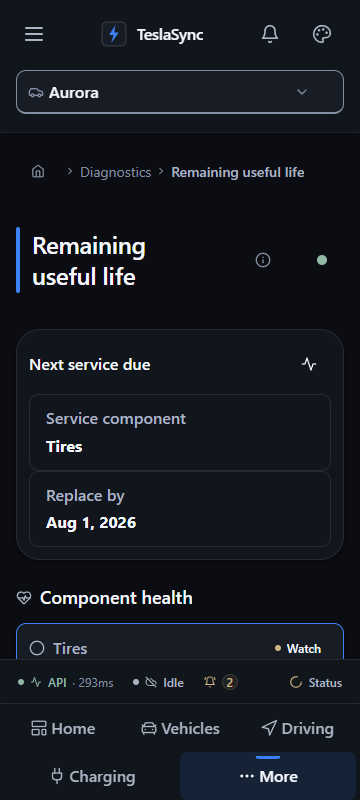 TeslaSync
Aurora
Diagnostics
Remaining useful life
Remaining
useful life
Next service due
Service component
Tires
Replace by
Aug 1, 2026
Component health
Tires
Watch
API · 293ms
Idle
2
Status
Home
Vehicles
Driving
Charging
More